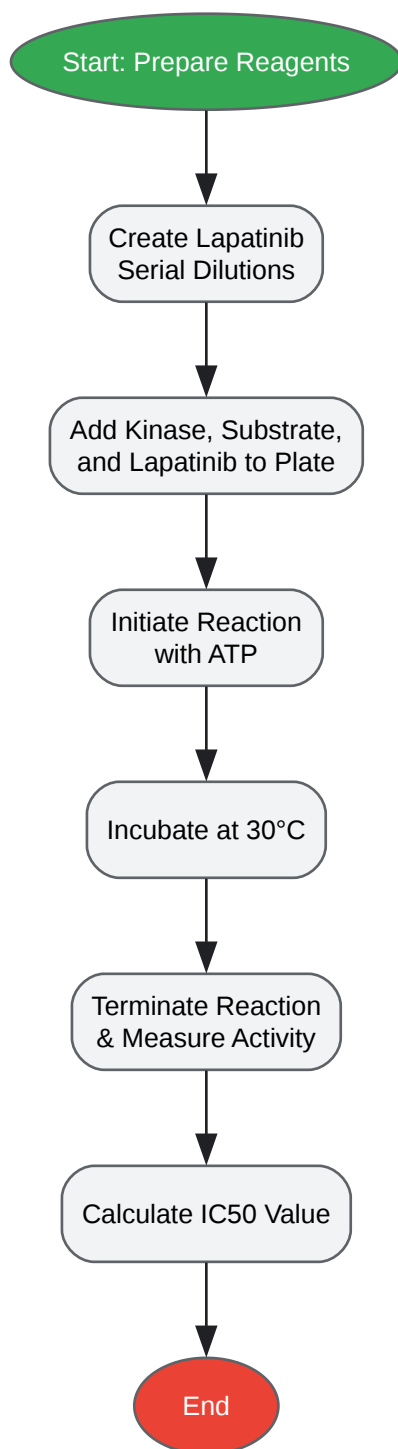 Start: Prepare Reagents
Create Lapatinib
Serial Dilutions
Add Kinase, Substrate,
and Lapatinib to Plate
Initiate Reaction
with ATP
Incubate at 30°C
Terminate Reaction
& Measure Activity
Calculate IC50 Value
End